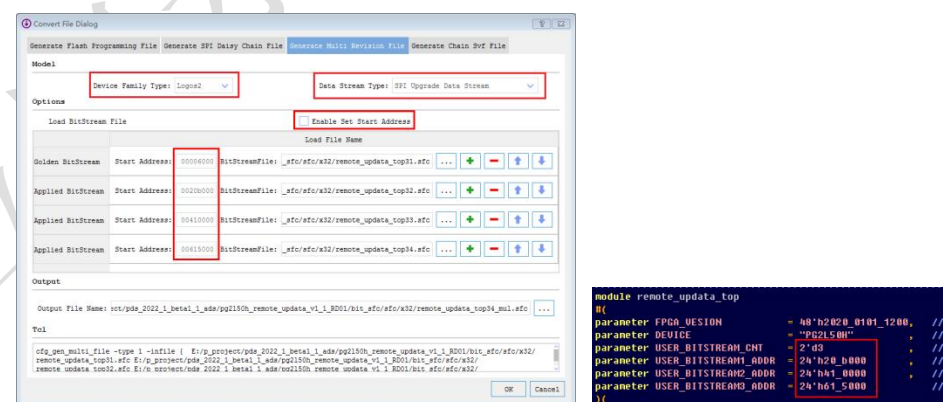 Convert File Dialog
Generate Flash Programming File Generate SPI Daisy Chain File Generate Multi Revision File Generate Chain Svf File
Model
Device Family Type: Logos2 Data Stream Type: SPI Upgrade Data Stream
Options
Load BitStream File Enable Set Start Address
Load File Name
Golden BitStream Start Address: 00006000 BitStreamFile: _sfc/sfc/x32/remote_updata_top31.sfc ...
Applied BitStream Start Address: 0020b000 BitStreamFile: _sfc/sfc/x32/remote_updata_top32.sfc ...
Applied BitStream Start Address: 00410000 BitStreamFile: _sfc/sfc/x32/remote_updata_top33.sfc ...
Applied BitStream Start Address: 00615000 BitStreamFile: _sfc/sfc/x32/remote_updata_top34.sfc ...
Output
Output File Name: ect/pds_2022_1_beta1_1_ads/pg2150h_remote_updata_v1_1_RD01/bit_sfc/sfc/x32/remote_updata_top34_mul.sfc ...
Tcl
cfg_gen_multi_file -type 1 -infile { E:/p_project/pds_2022_1_beta1_1_ads/pg2150h_remote_updata_v1_1_RD01/bit_sfc/sfc/x32/
remote_updata_top31.sfc E:/p_project/pds_2022_1_beta1_1_ads/pg2150h_remote_updata_v1_1_RD01/bit_sfc/sfc/x32/
remote_updata_top32.sfc E:/p_project/pds_2022_1_beta1_1_ads/pg2150h_remote_updata_v1_1_RD01/bit_sfc/sfc/x32/
OK Cancel
module remote_updata_top
#(
parameter FPGA_VESION = 48'h2020_0101_1200, //
parameter DEVICE = "PG2L50H" , //
parameter USER_BITSTREAM_CNT = 2'd3 , //
parameter USER_BITSTREAM1_ADDR = 24'h20_b000 , //
parameter USER_BITSTREAM2_ADDR = 24'h41_0000 , //
parameter USER_BITSTREAM3_ADDR = 24'h61_5000 //
)(